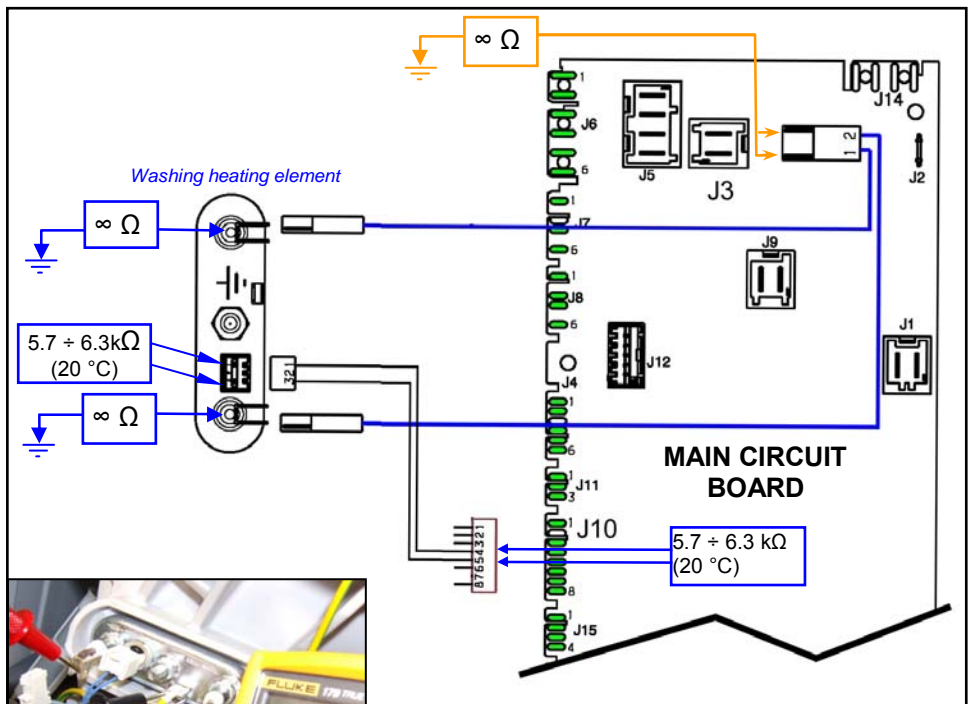 ∞ Ω
1
J14
J6
6
J5
J3
1 2
J2
Washing heating element
∞ Ω
1
J7
6
J9
1
J8
6
5.7 ÷ 6.3kΩ
(20 °C)
J12
J1
321
J4
∞ Ω
1
6
MAIN CIRCUIT
BOARD
1
J11
3
1
J10
87654321
5.7 ÷ 6.3 kΩ
(20 °C)
8
1
J15
4
FLUKE 179 TRUE